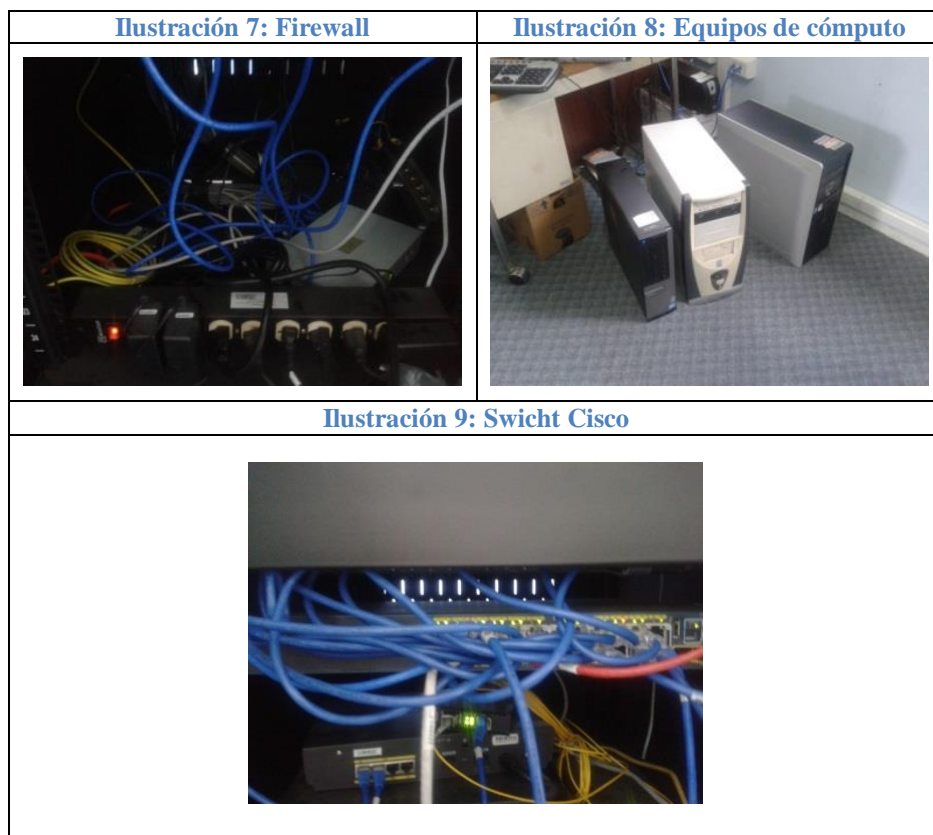 Ilustración 7: Firewall
Ilustración 8: Equipos de cómputo
Ilustración 9: Swicht Cisco